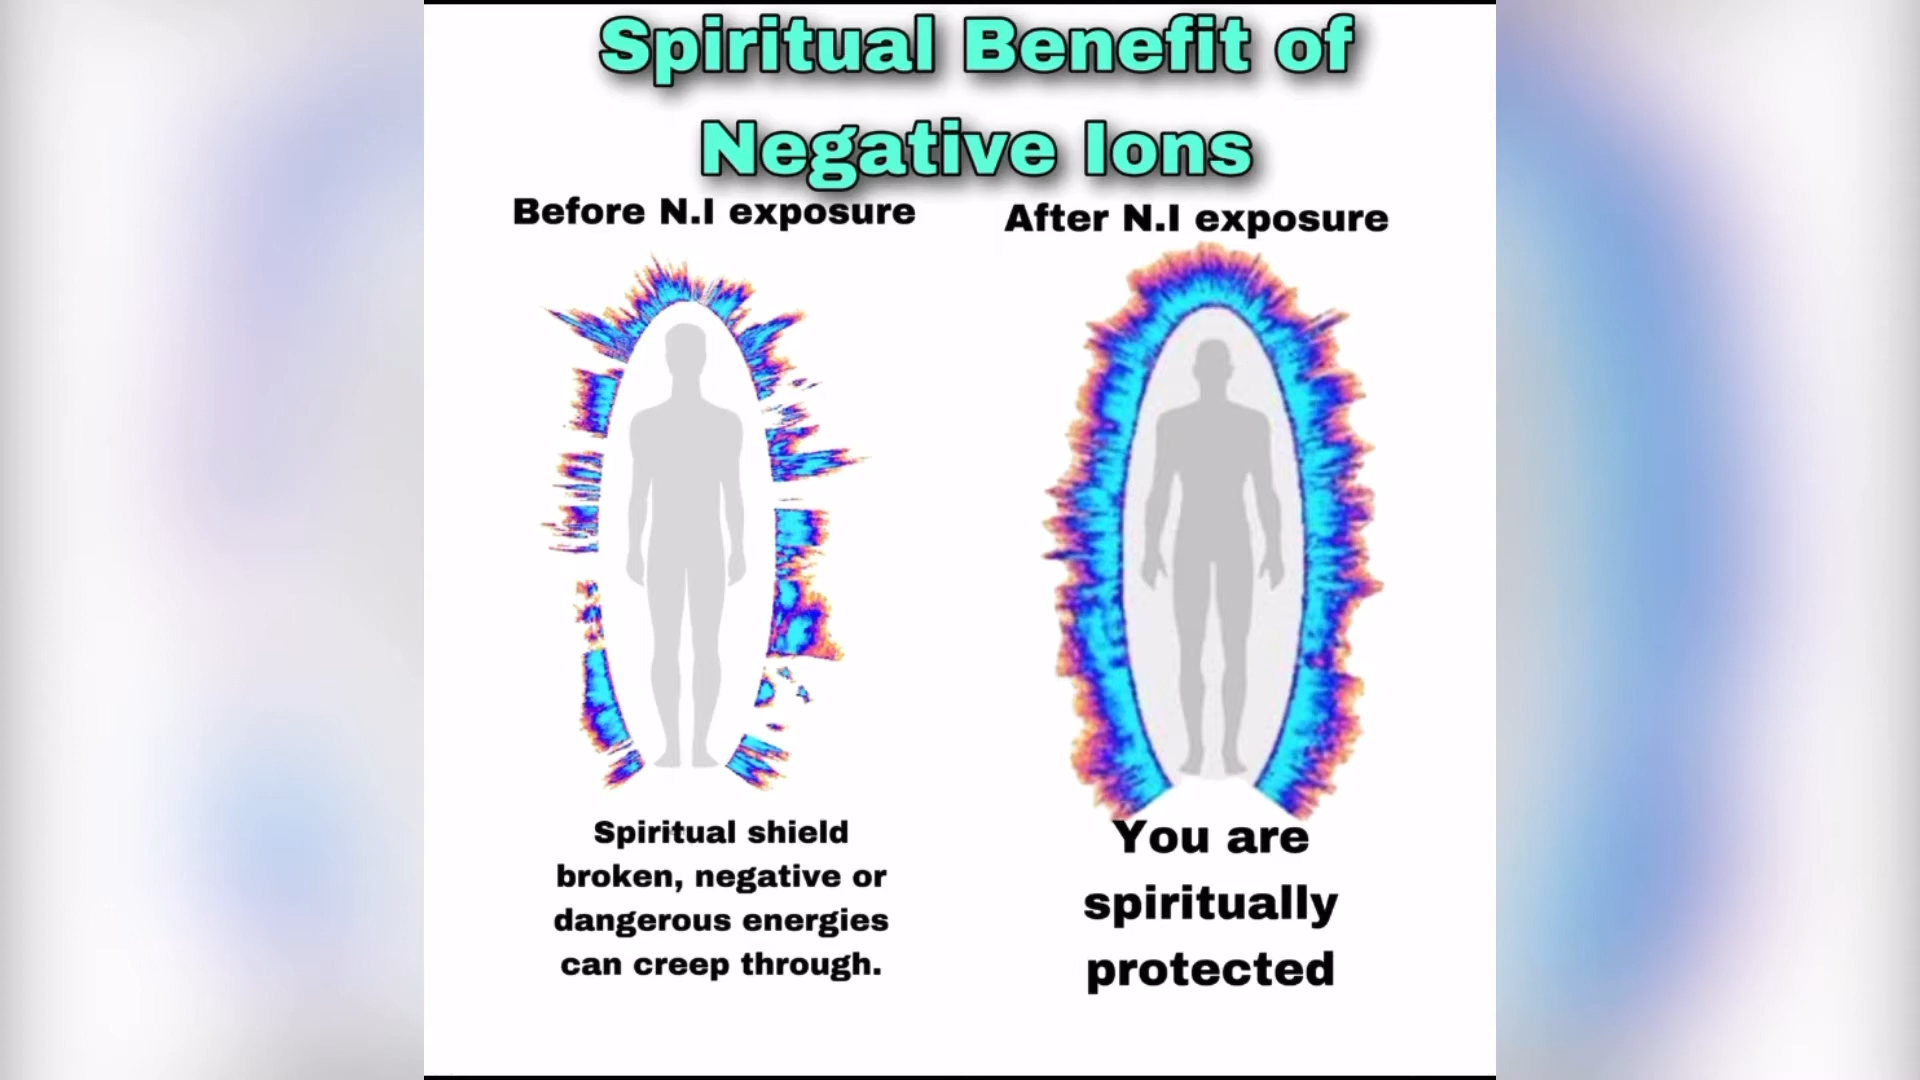 Spiritual Benefit of
Negative Ions
Before N.I exposure
After N.I exposure
Spiritual shield
broken, negative or
dangerous energies
can creep through.
You are
spiritually
protected